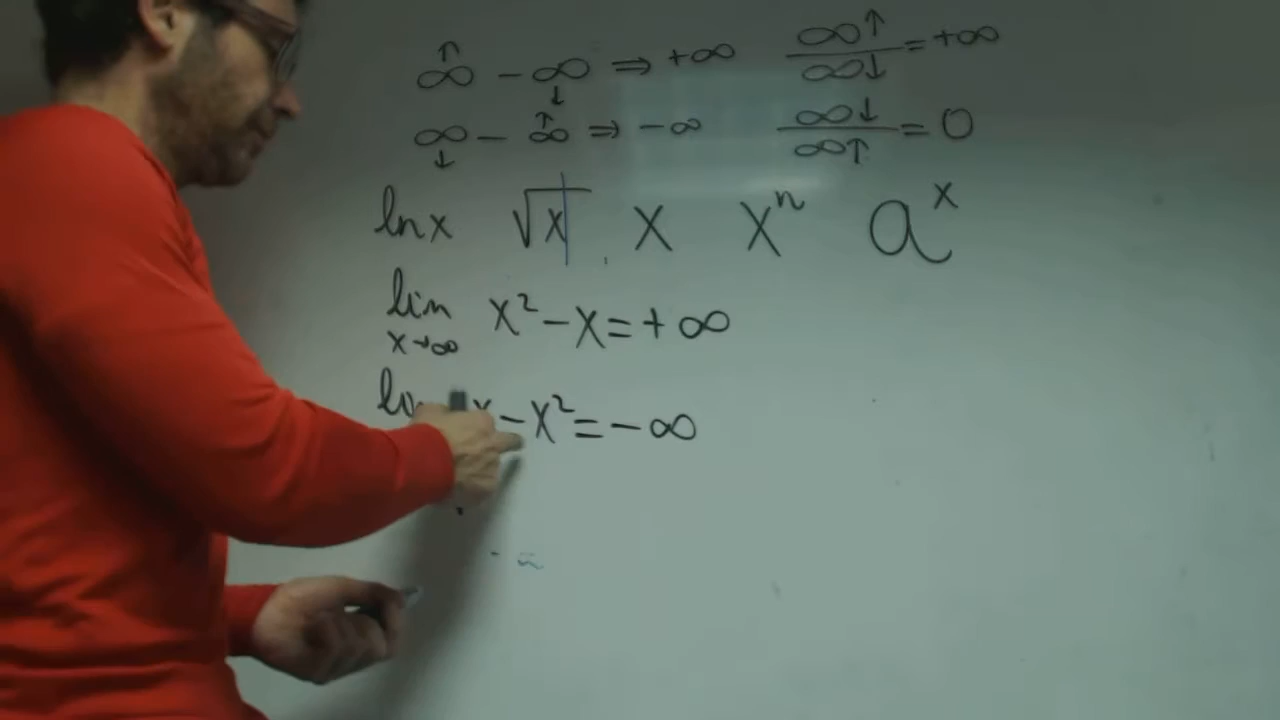 ∞↑ − ∞↓ ⇒ +∞   ∞↑/∞↓ = +∞
∞↓ − ∞↑ ⇒ −∞   ∞↓/∞↑ = 0
ln x   √x   x   xⁿ   aˣ
lim x→∞ x² − x = +∞
x − x² = −∞